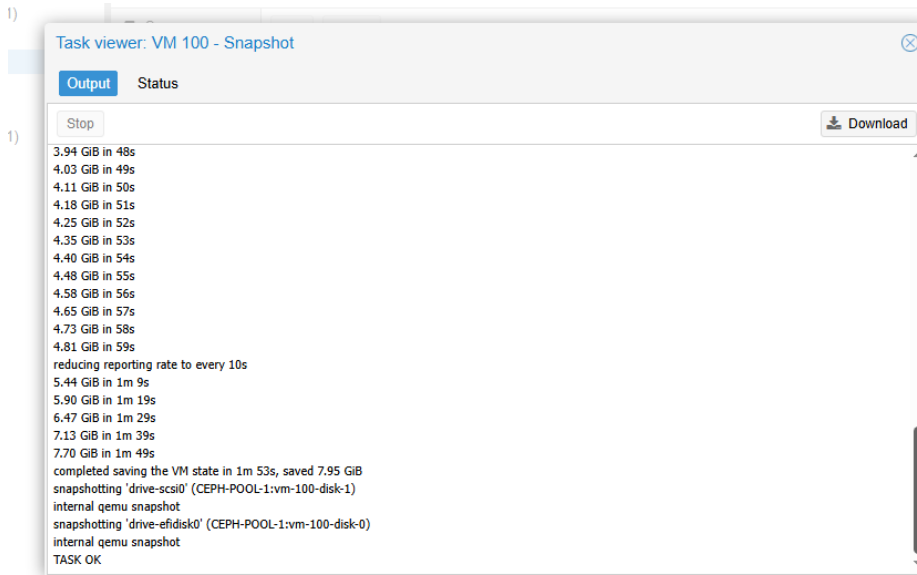 1)
Task viewer: VM 100 - Snapshot
Output Status
Stop Download
1)
3.94 GiB in 48s
4.03 GiB in 49s
4.11 GiB in 50s
4.18 GiB in 51s
4.25 GiB in 52s
4.35 GiB in 53s
4.40 GiB in 54s
4.48 GiB in 55s
4.58 GiB in 56s
4.65 GiB in 57s
4.73 GiB in 58s
4.81 GiB in 59s
reducing reporting rate to every 10s
5.44 GiB in 1m 9s
5.90 GiB in 1m 19s
6.47 GiB in 1m 29s
7.13 GiB in 1m 39s
7.70 GiB in 1m 49s
completed saving the VM state in 1m 53s, saved 7.95 GiB
snapshotting 'drive-scsi0' (CEPH-POOL-1:vm-100-disk-1)
internal qemu snapshot
snapshotting 'drive-efidisk0' (CEPH-POOL-1:vm-100-disk-0)
internal qemu snapshot
TASK OK